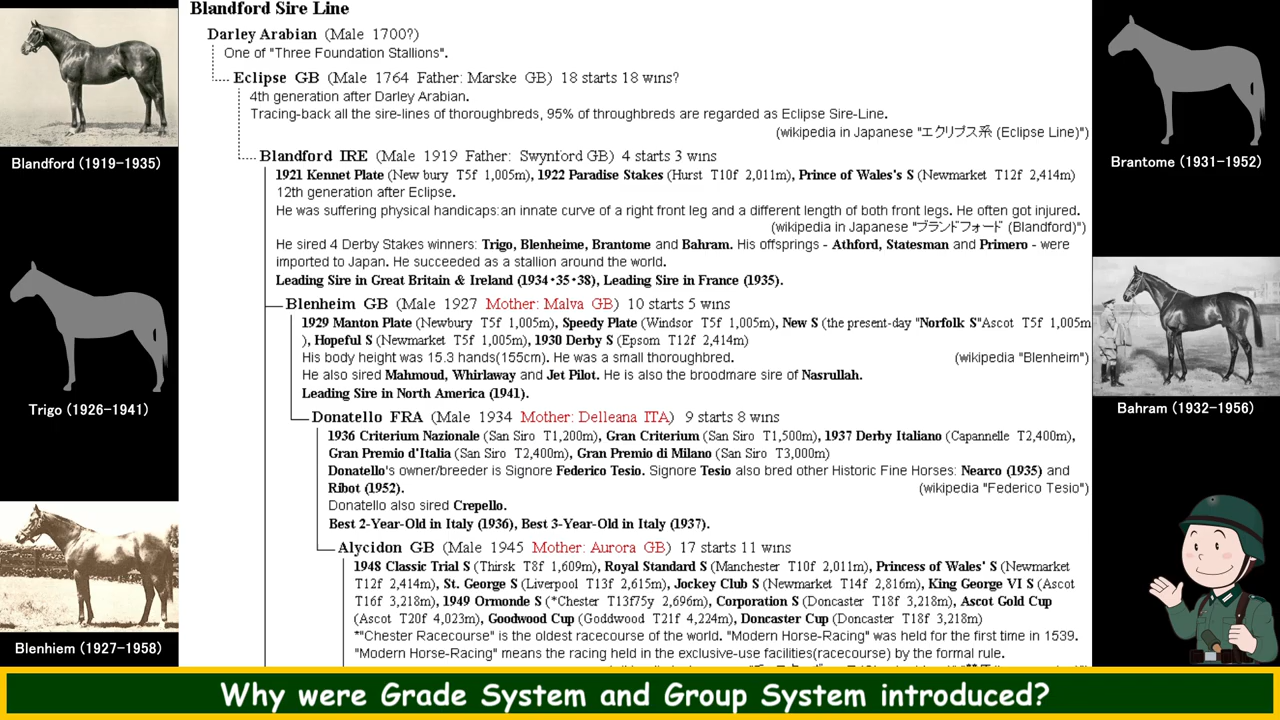 Blandford Sire Line
Darley Arabian (Male 1700?)
One of "Three Foundation Stallions".
Eclipse GB (Male 1764 Father: Marske GB) 18 starts 18 wins?
4th generation after Darley Arabian.
Tracing-back all the sire-lines of thoroughbreds, 95% of throughbreds are regarded as Eclipse Sire-Line.
(wikipedia in Japanese "エクリプス系 (Eclipse Line)")
Blandford IRE (Male 1919 Father: Swynford GB) 4 starts 3 wins
1921 Kennet Plate (New bury T5f 1,005m), 1922 Paradise Stakes (Hurst T10f 2,011m), Prince of Wales's S (Newmarket T12f 2,414m)
12th generation after Eclipse.
He was suffering physical handicaps:an innate curve of a right front leg and a different length of both front legs. He often got injured.
(wikipedia in Japanese "ブランドフォード (Blandford)")
He sired 4 Derby Stakes winners: Trigo, Blenheime, Brantome and Bahram. His offsprings - Athford, Statesman and Primero - were
imported to Japan. He succeeded as a stallion around the world.
Leading Sire in Great Britain & Ireland (1934・35・38), Leading Sire in France (1935).
Blenheim GB (Male 1927 Mother: Malva GB) 10 starts 5 wins
1929 Manton Plate (Newbury T5f 1,005m), Speedy Plate (Windsor T5f 1,005m), New S (the present-day "Norfolk S"Ascot T5f 1,005m
), Hopeful S (Newmarket T5f 1,005m), 1930 Derby S (Epsom T12f 2,414m)
His body height was 15.3 hands(155cm). He was a small thoroughbred. (wikipedia "Blenheim")
He also sired Mahmoud, Whirlaway and Jet Pilot. He is also the broodmare sire of Nasrullah.
Leading Sire in North America (1941).
Donatello FRA (Male 1934 Mother: Delleana ITA) 9 starts 8 wins
1936 Criterium Nazionale (San Siro T1,200m), Gran Criterium (San Siro T1,500m), 1937 Derby Italiano (Capannelle T2,400m),
Gran Premio d'Italia (San Siro T2,400m), Gran Premio di Milano (San Siro T3,000m)
Donatello's owner/breeder is Signore Federico Tesio. Signore Tesio also bred other Historic Fine Horses: Nearco (1935) and
Ribot (1952). (wikipedia "Federico Tesio")
Donatello also sired Crepello.
Best 2-Year-Old in Italy (1936), Best 3-Year-Old in Italy (1937).
Alycidon GB (Male 1945 Mother: Aurora GB) 17 starts 11 wins
1948 Classic Trial S (Thirsk T8f 1,609m), Royal Standard S (Manchester T10f 2,011m), Princess of Wales' S (Newmarket
T12f 2,414m), St. George S (Liverpool T13f 2,615m), Jockey Club S (Newmarket T14f 2,816m), King George VI S (Ascot
T16f 3,218m), 1949 Ormonde S (*Chester T13f75y 2,696m), Corporation S (Doncaster T18f 3,218m), Ascot Gold Cup
(Ascot T20f 4,023m), Goodwood Cup (Goddwood T21f 4,224m), Doncaster Cup (Doncaster T18f 3,218m)
*"Chester Racecourse" is the oldest racecourse of the world. "Modern Horse-Racing" was held for the first time in 1539.
"Modern Horse-Racing" means the racing held in the exclusive-use facilities(racecourse) by the formal rule.
Blandford (1919-1935)
Trigo (1926-1941)
Blenhiem (1927-1958)
Brantome (1931-1952)
Bahram (1932-1956)
Why were Grade System and Group System introduced?